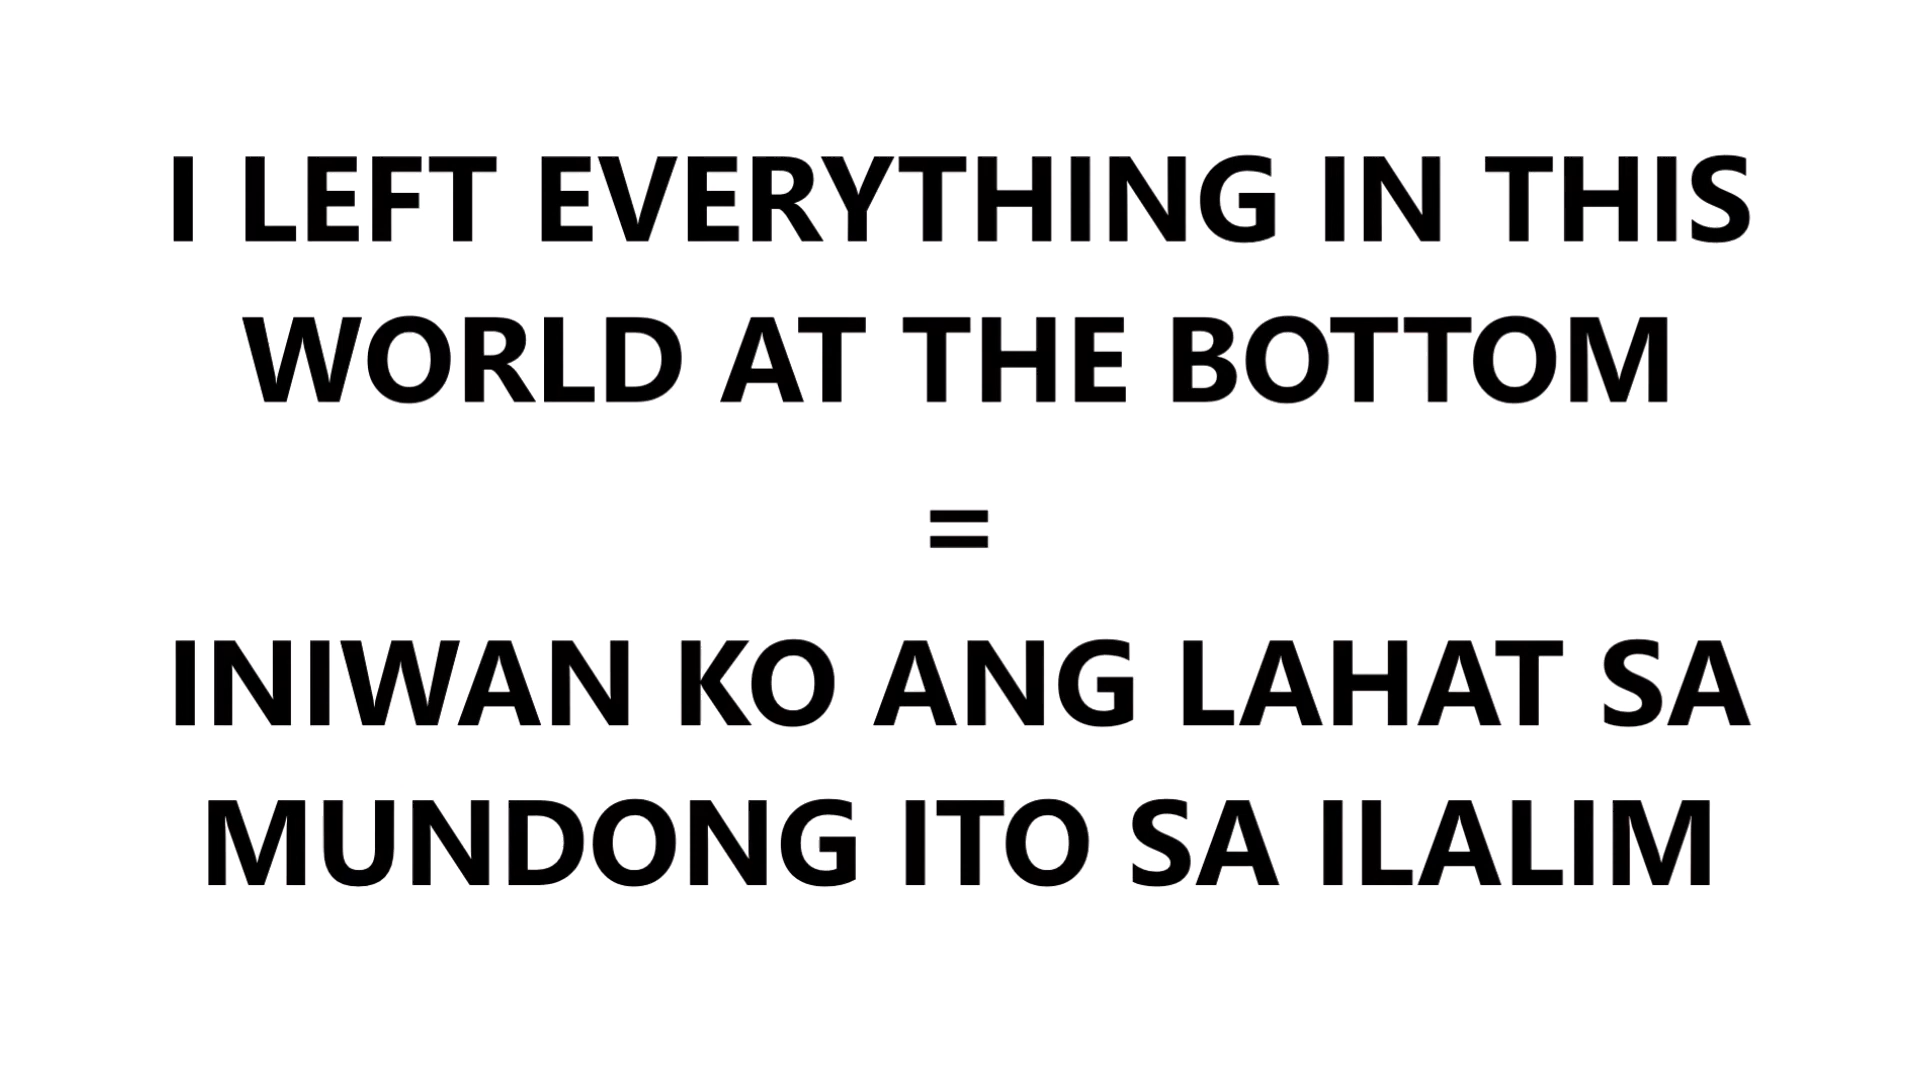 I LEFT EVERYTHING IN THIS
WORLD AT THE BOTTOM
=
INIWAN KO ANG LAHAT SA
MUNDONG ITO SA ILALIM